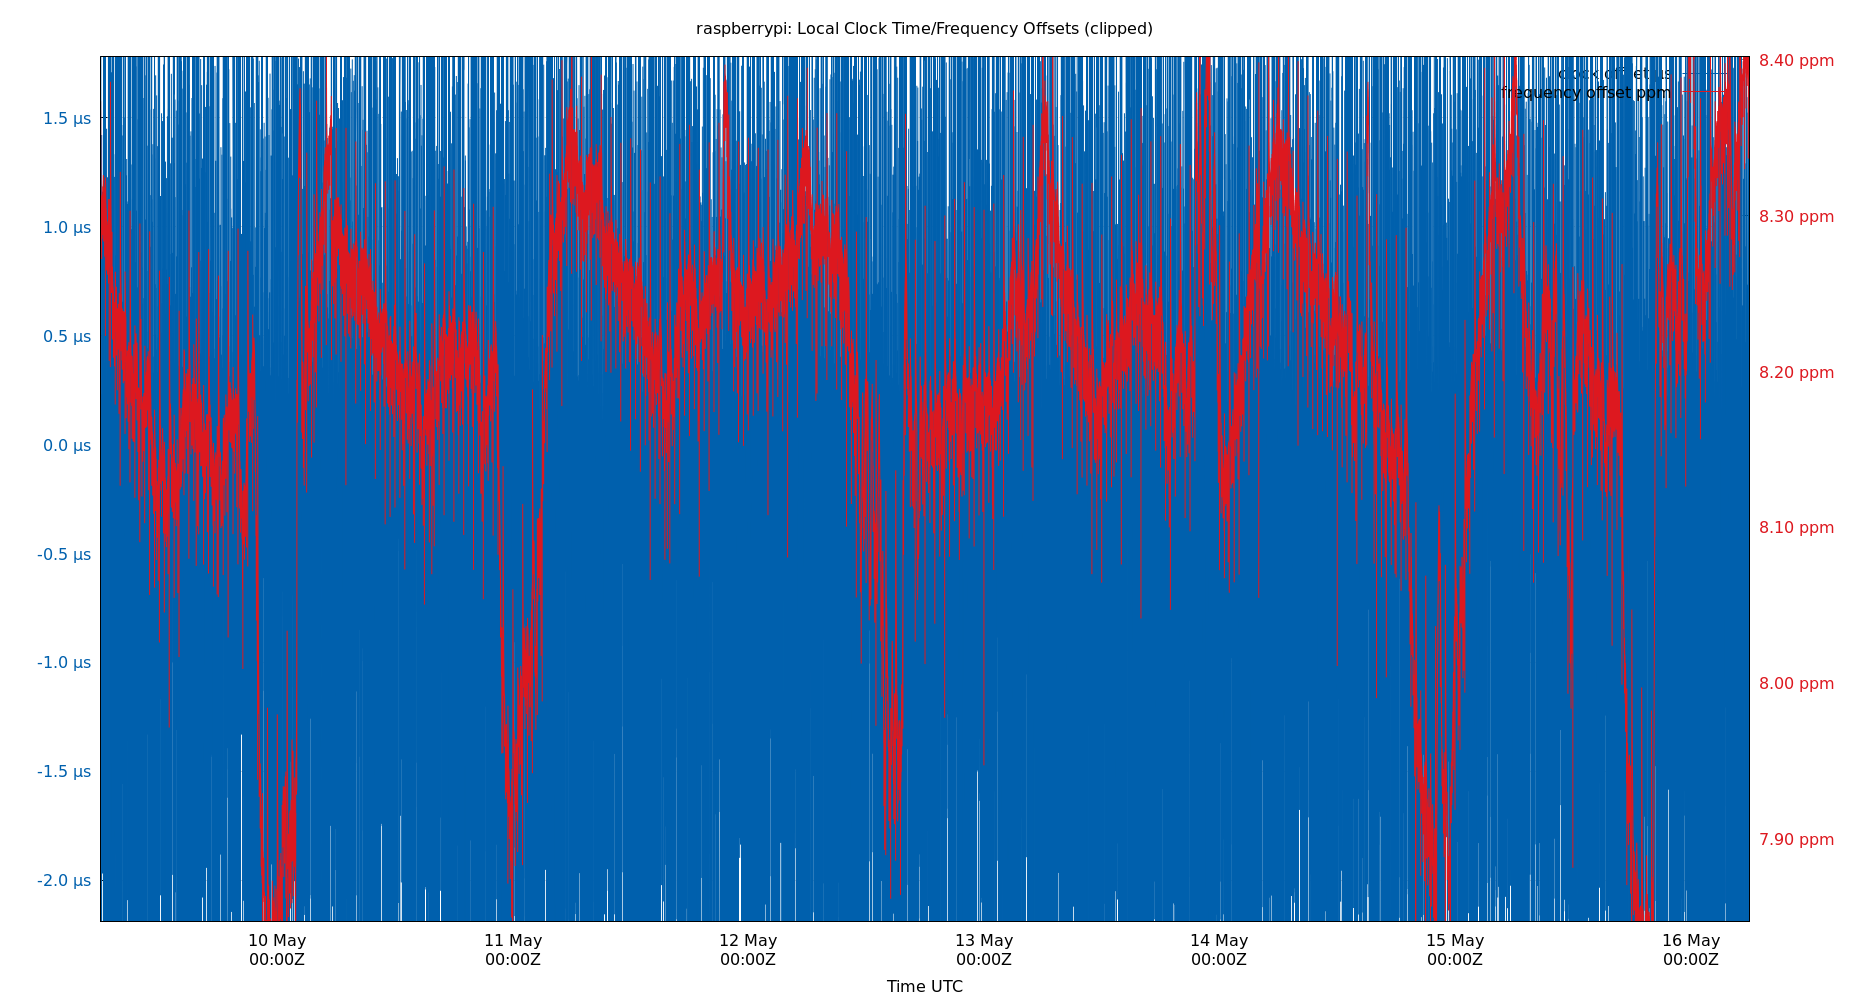 raspberrypi: Local Clock Time/Frequency Offsets (clipped)
8.40 ppm
clock offset µs
frequency offset ppm
1.5 µs
8.30 ppm
1.0 µs
8.20 ppm
0.5 µs
0.0 µs
8.10 ppm
-0.5 µs
-1.0 µs
8.00 ppm
-1.5 µs
7.90 ppm
-2.0 µs
10 May 11 May 12 May 13 May 14 May 15 May 16 May
00:00Z 00:00Z 00:00Z 00:00Z 00:00Z 00:00Z 00:00Z
Time UTC